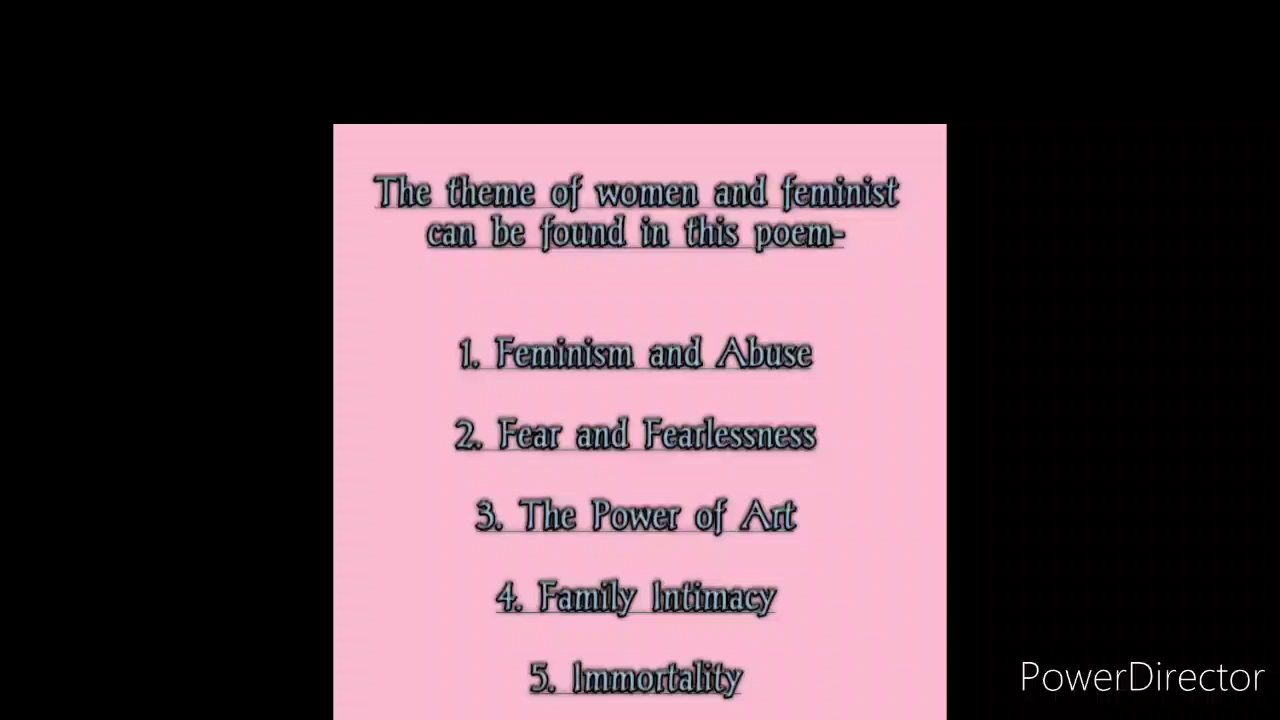 The theme of women and feminist
can be found in this poem-
1. Feminism and Abuse
2. Fear and Fearlessness
3. The Power of Art
4. Family Intimacy
5. Immortality
PowerDirector